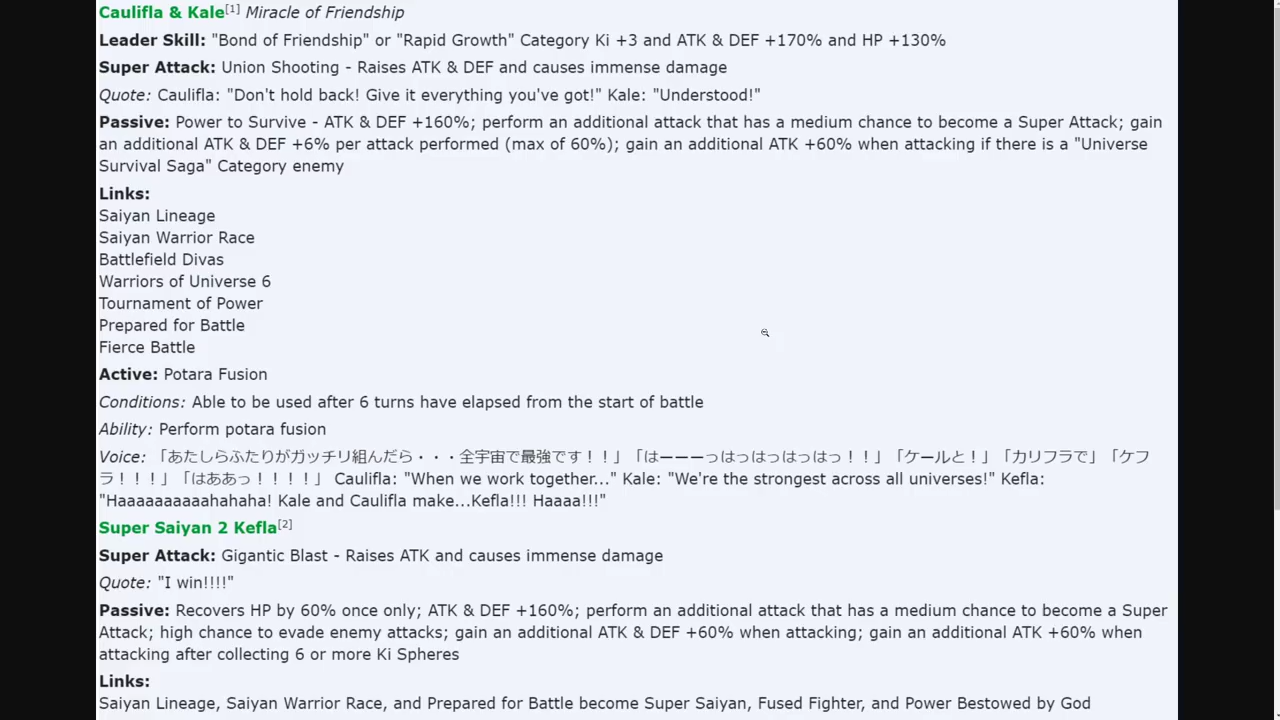 Caulifla & Kale[1] Miracle of Friendship
Leader Skill: "Bond of Friendship" or "Rapid Growth" Category Ki +3 and ATK & DEF +170% and HP +130%
Super Attack: Union Shooting - Raises ATK & DEF and causes immense damage
Quote: Caulifla: "Don't hold back! Give it everything you've got!" Kale: "Understood!"
Passive: Power to Survive - ATK & DEF +160%; perform an additional attack that has a medium chance to become a Super Attack; gain
an additional ATK & DEF +6% per attack performed (max of 60%); gain an additional ATK +60% when attacking if there is a "Universe
Survival Saga" Category enemy
Links:
Saiyan Lineage
Saiyan Warrior Race
Battlefield Divas
Warriors of Universe 6
Tournament of Power
Prepared for Battle
Fierce Battle
Active: Potara Fusion
Conditions: Able to be used after 6 turns have elapsed from the start of battle
Ability: Perform potara fusion
Voice: 「あたしらふたりがガッチリ組んだら・・・全宇宙で最強です！！」「はーーーっはっはっはっはっ！！」「ケールと！」「カリフラで」「ケフ
ラ！！！」「はああっ！！！！」 Caulifla: "When we work together..." Kale: "We're the strongest across all universes!" Kefla:
"Haaaaaaaaaahahaha! Kale and Caulifla make...Kefla!!! Haaaa!!!"
Super Saiyan 2 Kefla[2]
Super Attack: Gigantic Blast - Raises ATK and causes immense damage
Quote: "I win!!!!"
Passive: Recovers HP by 60% once only; ATK & DEF +160%; perform an additional attack that has a medium chance to become a Super
Attack; high chance to evade enemy attacks; gain an additional ATK & DEF +60% when attacking; gain an additional ATK +60% when
attacking after collecting 6 or more Ki Spheres
Links:
Saiyan Lineage, Saiyan Warrior Race, and Prepared for Battle become Super Saiyan, Fused Fighter, and Power Bestowed by God